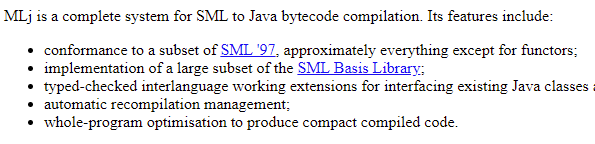 MLj is a complete system for SML to Java bytecode compilation. Its features include:
• conformance to a subset of SML '97, approximately everything except for functors;
• implementation of a large subset of the SML Basis Library;
• typed-checked interlanguage working extensions for interfacing existing Java classes
• automatic recompilation management;
• whole-program optimisation to produce compact compiled code.